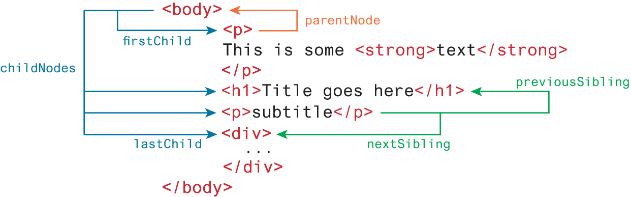 <body>
parentNode
<p>
firstChild
This is some <strong>text</strong>
childNodes
</p>
previousSibling
<h1>Title goes here</h1>
<p>subtitle</p>
<div>
lastChild
nextSibling
...
</div>
</body>